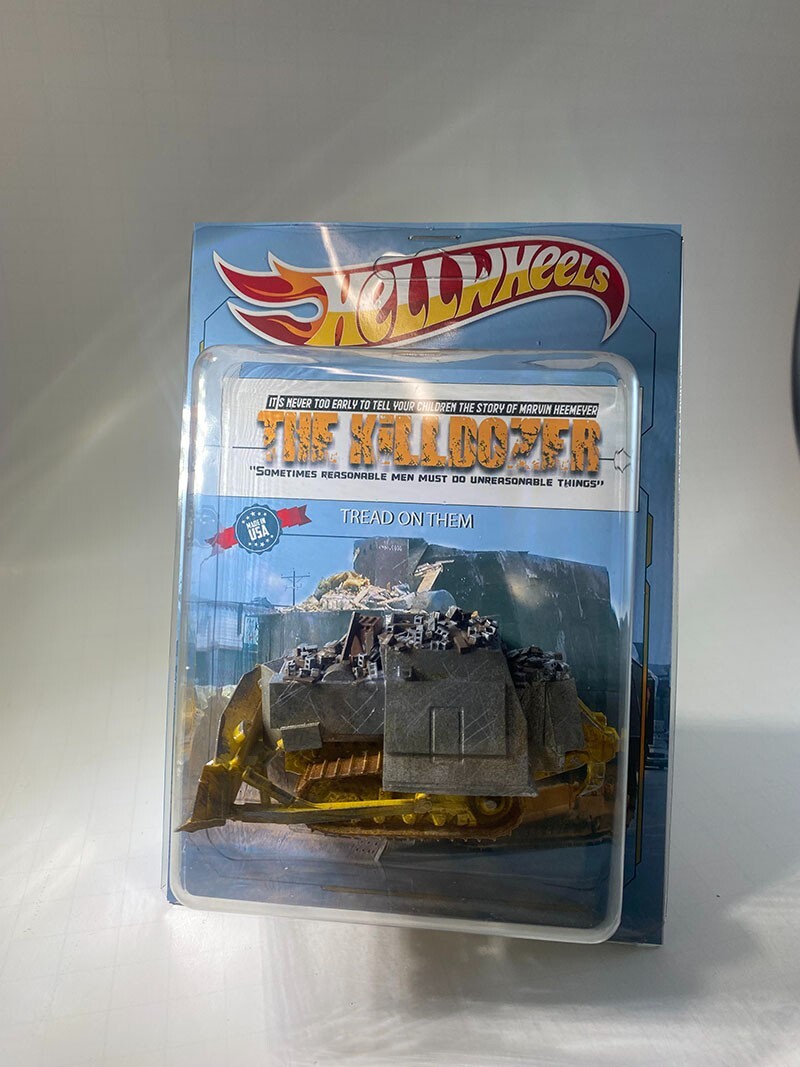 HELLWHEELS
IT'S NEVER TOO EARLY TO TELL YOUR CHILDREN THE STORY OF MARVIN HEEMEYER
THE KILLDOZER
"SOMETIMES REASONABLE MEN MUST DO UNREASONABLE THINGS"
MADE IN
USA
TREAD ON THEM